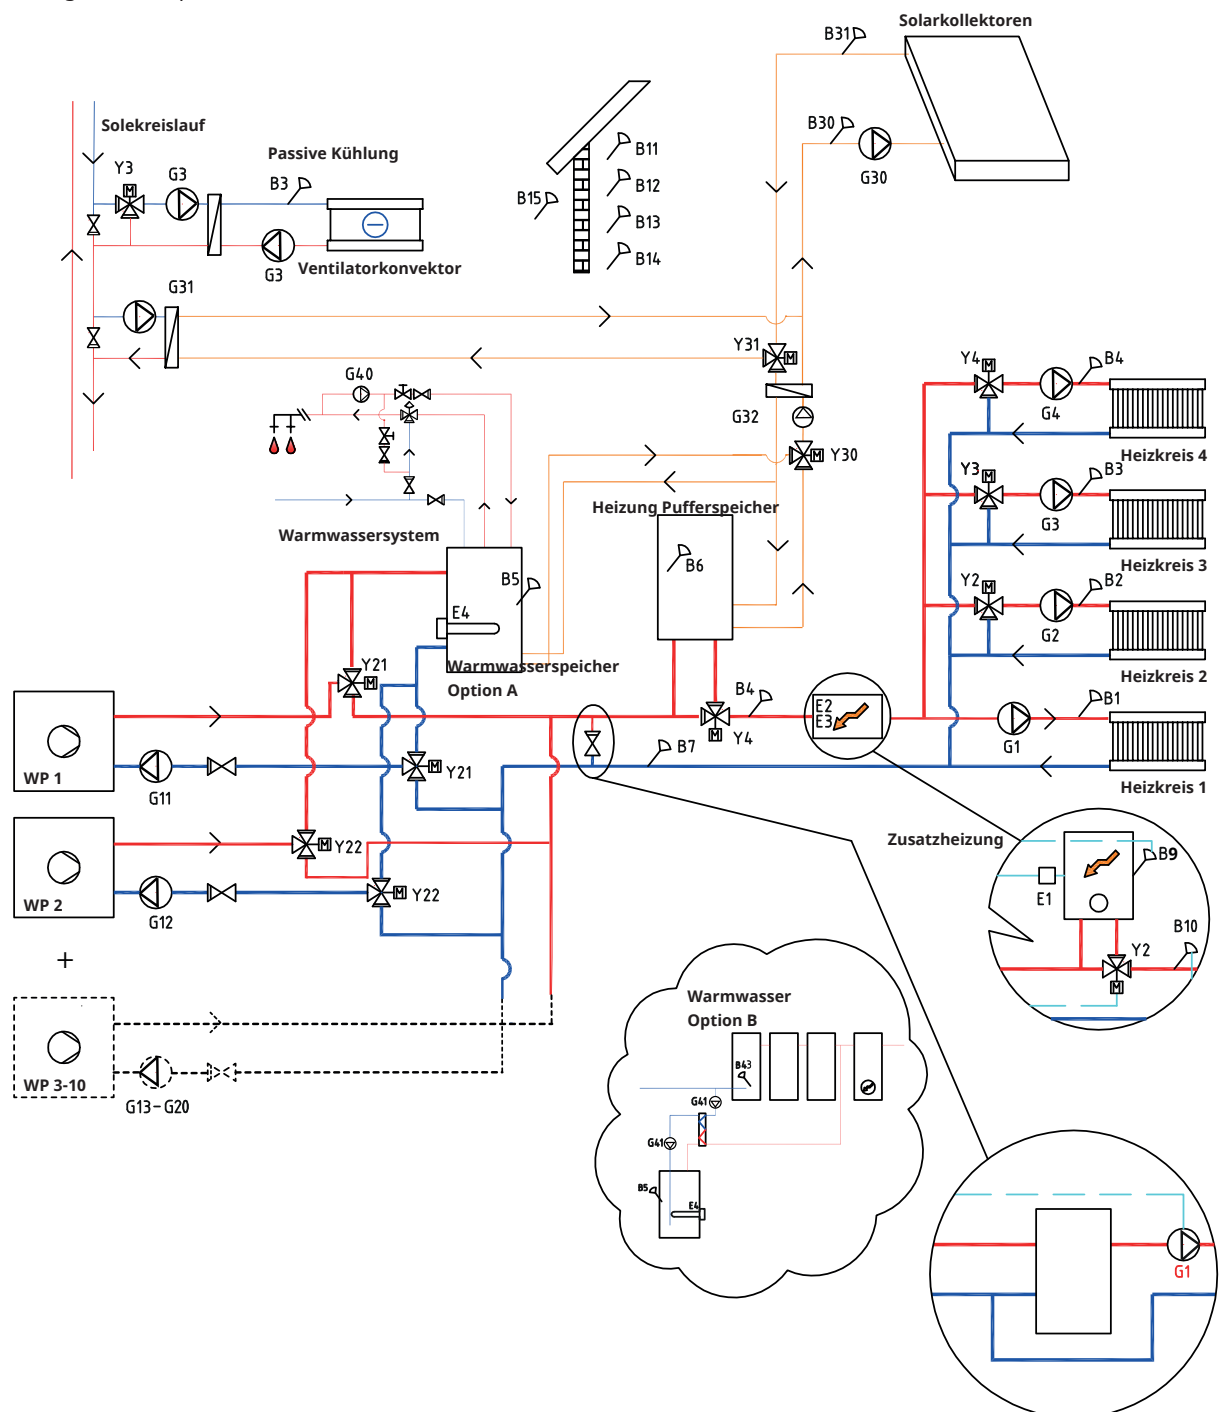 Solarkollektoren
B31
Solekreislauf
B30
G30
Passive Kühlung
Y3
G3
B3
B11
B12
B15
B13
B14
G3
Ventilatorkonvektor
G31
Y31
G40
G32
Y30
Y4
B4
G4
Heizkreis 4
Y3
B3
G3
Heizkreis 3
Y2
B2
G2
Heizkreis 2
B1
G1
Heizkreis 1
M
M
M
M
M
M
Warmwassersystem
Heizung Pufferspeicher
B6
B5
E4
Warmwasserspeicher
Option A
Y21
M
B4
Y4
M
E2
E3
B7
WP 1
G11
Y21
M
Y22
M
WP 2
G12
Y22
M
+
WP 3-10
G13-G20
Zusatzheizung
B9
E1
Y2
B10
M
Warmwasser
Option B
B43
G41
G41
B5
E4
G1